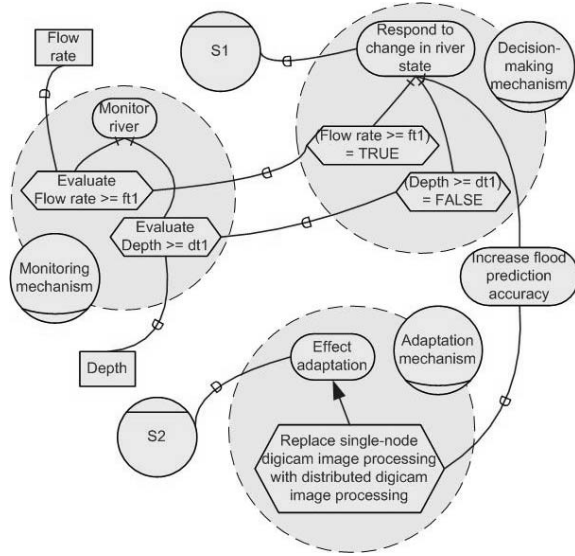 Flow
rate
S1
Respond to
change in river
state
Decision-
making
mechanism
Monitor
river
(Flow rate >= ft1)
= TRUE
Evaluate
Flow rate >= ft1
(Depth >= dt1)
= FALSE
Evaluate
Depth >= dt1
Monitoring
mechanism
Increase flood
prediction
accuracy
Depth
Effect
adaptation
Adaptation
mechanism
S2
Replace single-node
digicam image processing
with distributed digicam
image processing